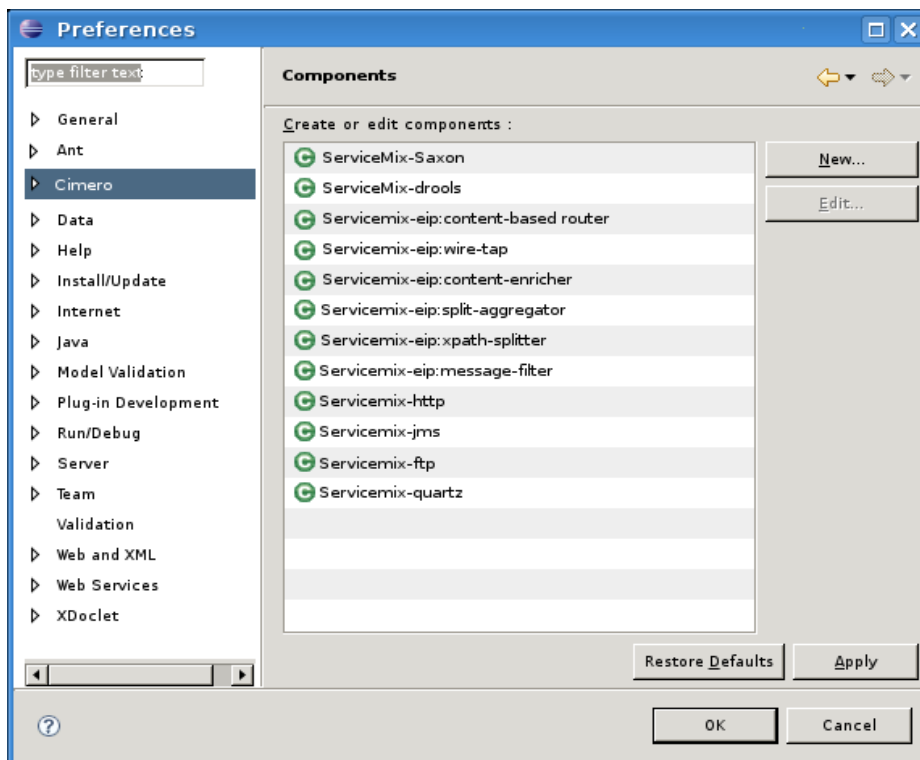 Preferences
type filter text
Components
General
Ant
Cimero
Data
Help
Install/Update
Internet
Java
Model Validation
Plug-in Development
Run/Debug
Server
Team
Validation
Web and XML
Web Services
XDoclet
Create or edit components :
ServiceMix-Saxon
ServiceMix-drools
Servicemix-eip:content-based router
Servicemix-eip:wire-tap
Servicemix-eip:content-enricher
Servicemix-eip:split-aggregator
Servicemix-eip:xpath-splitter
Servicemix-eip:message-filter
Servicemix-http
Servicemix-jms
Servicemix-ftp
Servicemix-quartz
New...
Edit...
Restore Defaults
Apply
OK
Cancel